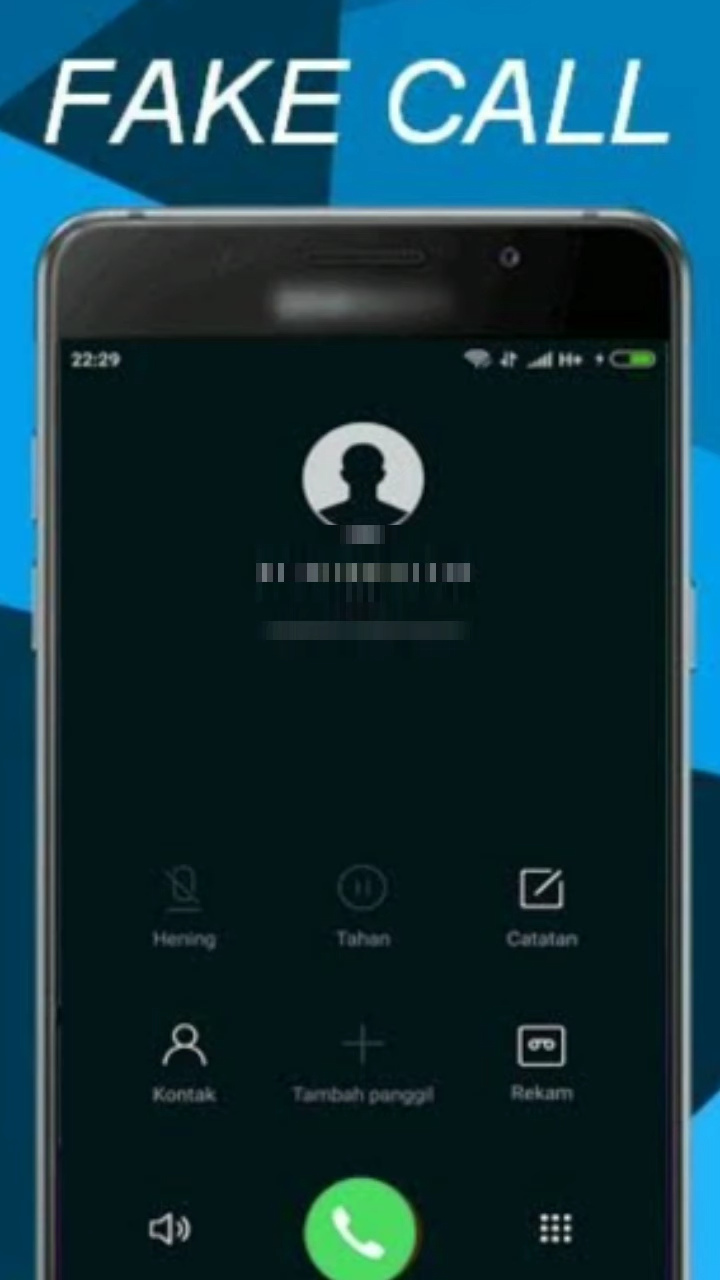 FAKE CALL
22:29
H+
Hening
Tahan
Catatan
Kontak
Tambah panggil
Rekam